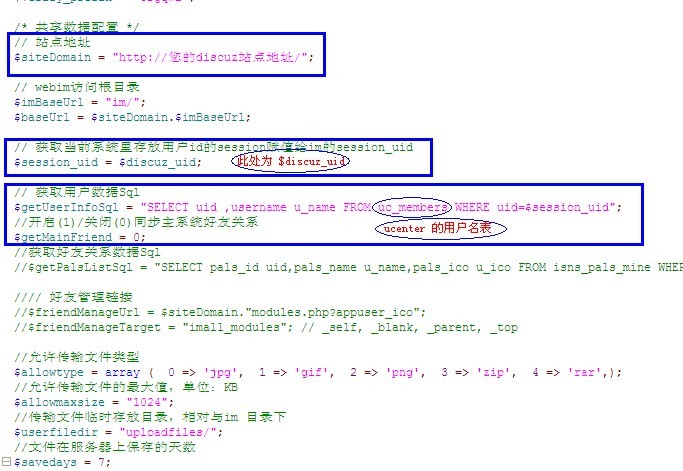 /* 共享数据配置 */
// 站点地址
$siteDomain = "http://您的discuz站点地址/";
// webim访问根目录
$imBaseUrl = "im/";
$baseUrl = $siteDomain.$imBaseUrl;
// 获取当前系统里存放用户id的session赋值给im的session_uid
$session_uid = $discuz_uid; 此处为 $discuz_uid
// 获取用户数据Sql
$getUserInfoSql = "SELECT uid ,username u_name FROM uc_members WHERE uid=$session_uid";
//开启(1)/关闭(0)同步主系统好友关系
ucenter 的用户名表
$getMainFriend = 0;
//获取好友关系数据Sql
//$getPalsListSql = "SELECT pals_id uid,pals_name u_name,pals_ico u_ico FROM isns_pals_mine WHER
//// 好友管理链接
//$friendManageUrl = $siteDomain."modules.php?appuser_ico";
//$friendManageTarget = "imall_modules"; // _self, _blank, _parent, _top
//允许传输文件类型
$allowtype = array ( 0 => 'jpg', 1 => 'gif', 2 => 'png', 3 => 'zip', 4 => 'rar',);
//允许传输文件的最大值, 单位: KB
$allowmaxsize = "1024";
//传输文件临时存放目录, 相对与im 目录下
$userfiledir = "uploadfiles/";
//文件在服务器上保存的天数
$savedays = 7;